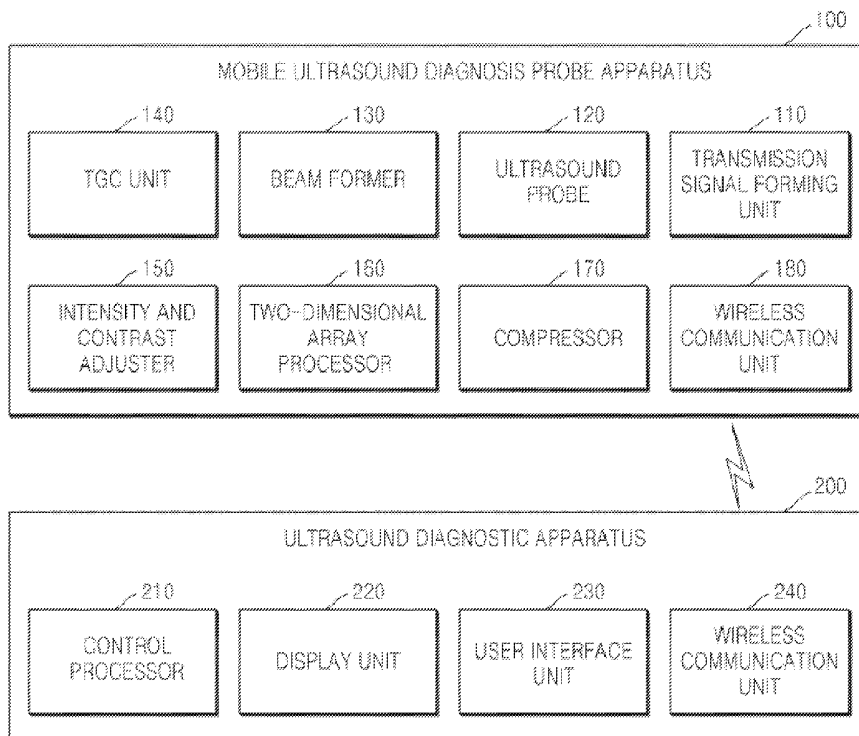 100
MOBILE ULTRASOUND DIAGNOSIS PROBE APPARATUS
140
TGC UNIT
130
BEAM FORMER
120
ULTRASOUND
PROBE
110
TRANSMISSION
SIGNAL FORMING
UNIT
150
INTENSITY AND
CONTRAST
ADJUSTER
160
TWO-DIMENSIONAL
ARRAY
PROCESSOR
170
COMPRESSOR
180
WIRELESS
COMMUNICATION
UNIT
200
ULTRASOUND DIAGNOSTIC APPARATUS
210
CONTROL
PROCESSOR
220
DISPLAY UNIT
230
USER INTERFACE
UNIT
240
WIRELESS
COMMUNICATION
UNIT